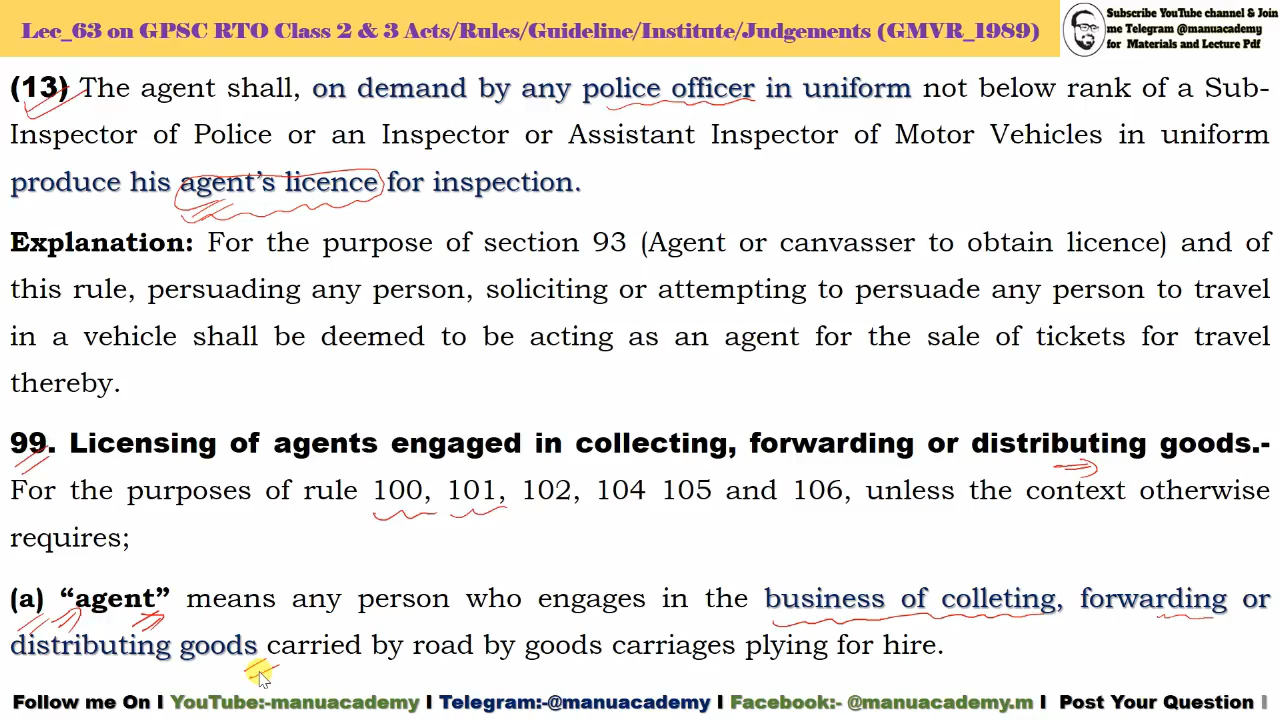 Lec_63 on GPSC RTO Class 2 & 3 Acts/Rules/Guideline/Institute/Judgements (GMVR_1989)
Subscribe YouTube channel & Join
me Telegram @manuacademy
for Materials and Lecture Pdf
(13) The agent shall, on demand by any police officer in uniform not below rank of a Sub-
Inspector of Police or an Inspector or Assistant Inspector of Motor Vehicles in uniform
produce his agent's licence for inspection.
Explanation: For the purpose of section 93 (Agent or canvasser to obtain licence) and of
this rule, persuading any person, soliciting or attempting to persuade any person to travel
in a vehicle shall be deemed to be acting as an agent for the sale of tickets for travel
thereby.
99. Licensing of agents engaged in collecting, forwarding or distributing goods.-
For the purposes of rule 100, 101, 102, 104 105 and 106, unless the context otherwise
requires;
(a) “agent” means any person who engages in the business of colleting, forwarding or
distributing goods carried by road by goods carriages plying for hire.
Follow me On I YouTube:-manuacademy I Telegram:-@manuacademy I Facebook:- @manuacademy.m I Post Your Question I